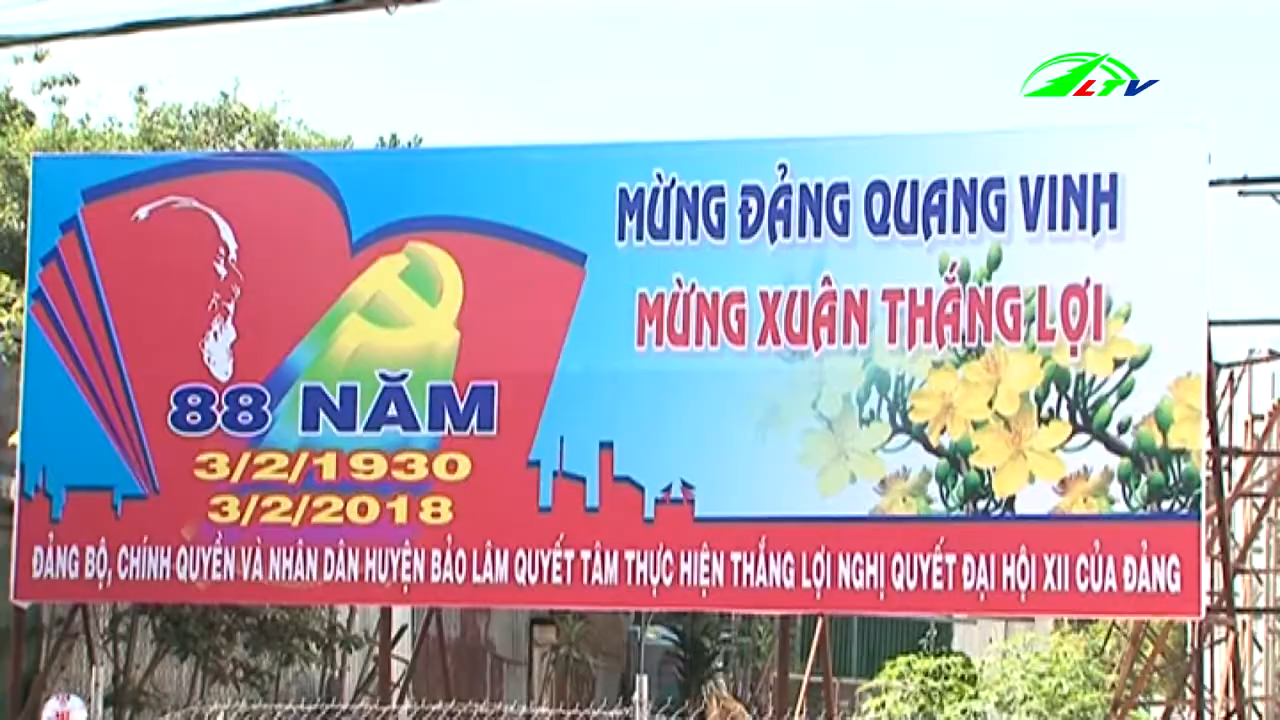 LTV
MỪNG ĐẢNG QUANG VINH
MỪNG XUÂN THẮNG LỢI
88 NĂM
3/2/1930
3/2/2018
ĐẢNG BỘ, CHÍNH QUYỀN VÀ NHÂN DÂN HUYỆN BẢO LÂM QUYẾT TÂM THỰC HIỆN THẮNG LỢI NGHỊ QUYẾT ĐẠI HỘI XII CỦA ĐẢNG